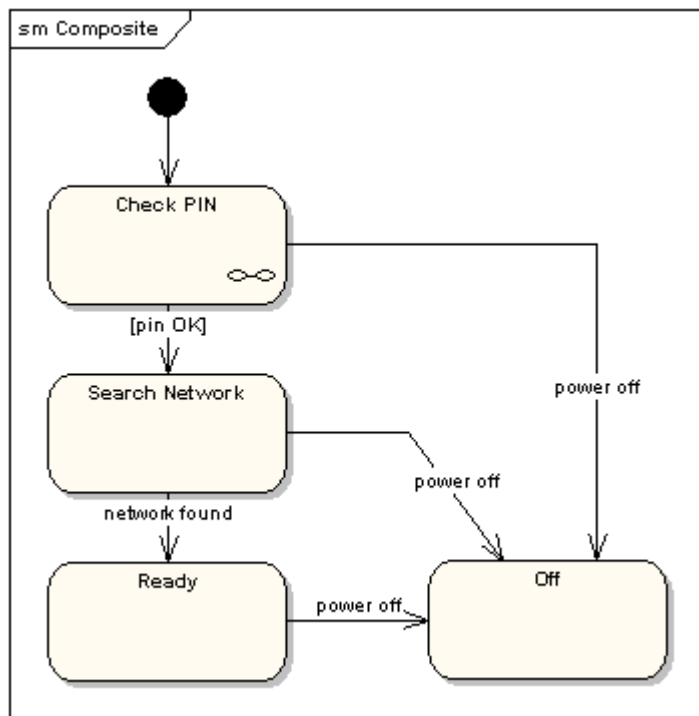 sm Composite
Check PIN
[pin OK]
power off
Search Network
power off
network found
Ready
power off
Off